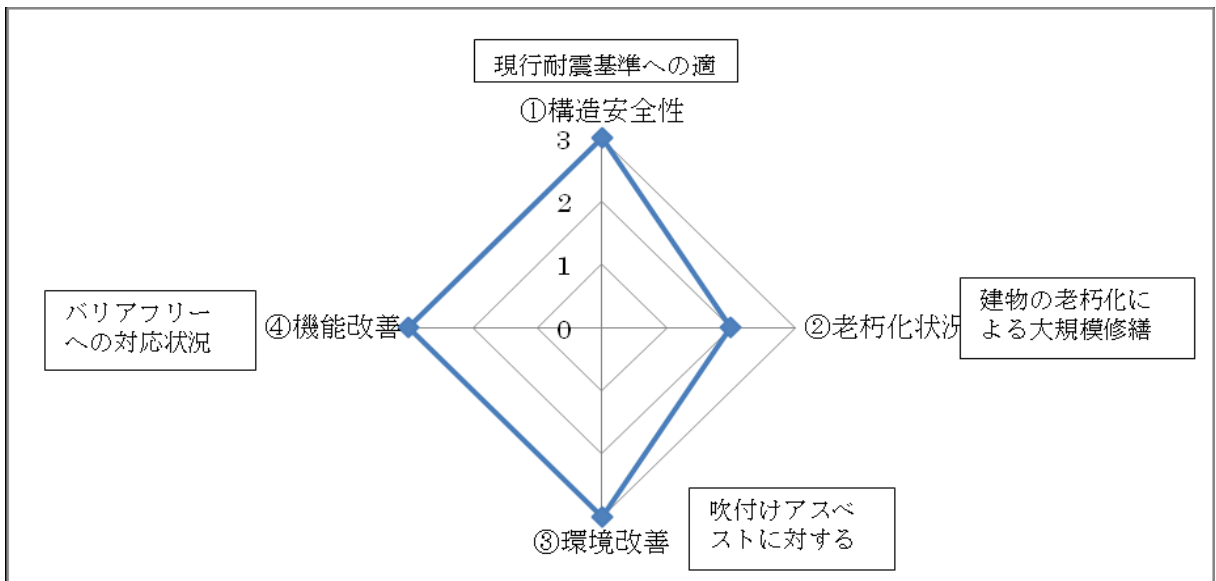 現行耐震基準への適
①構造安全性
3
2
1
0
バリアフリー
への対応状況
④機能改善
②老朽化状況
建物の老朽化に
よる大規模修繕
③環境改善
吹付けアスベ
ストに対する